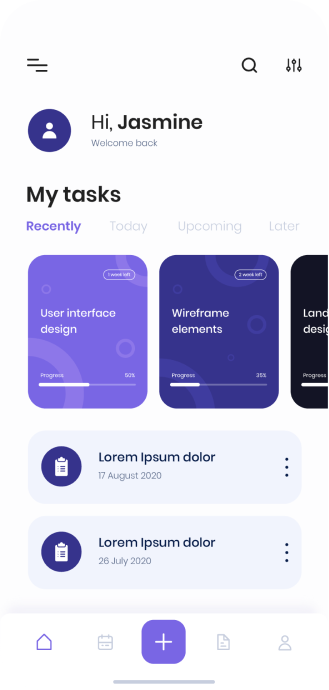 Hi, Jasmine
Welcome back
My tasks
Recently Today Upcoming Later
1 week left
User interface
design
Progress 50%
2 week left
Wireframe
elements
Progress 35%
Land
desig
Progress
Lorem Ipsum dolor
17 August 2020
Lorem Ipsum dolor
26 July 2020